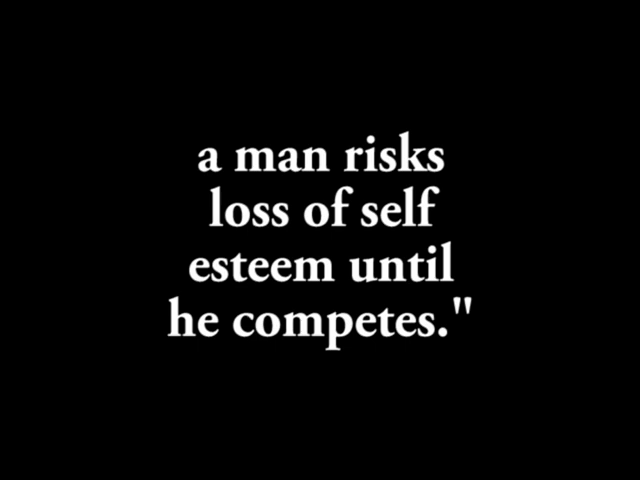 a man risks
loss of self
esteem until
he competes."